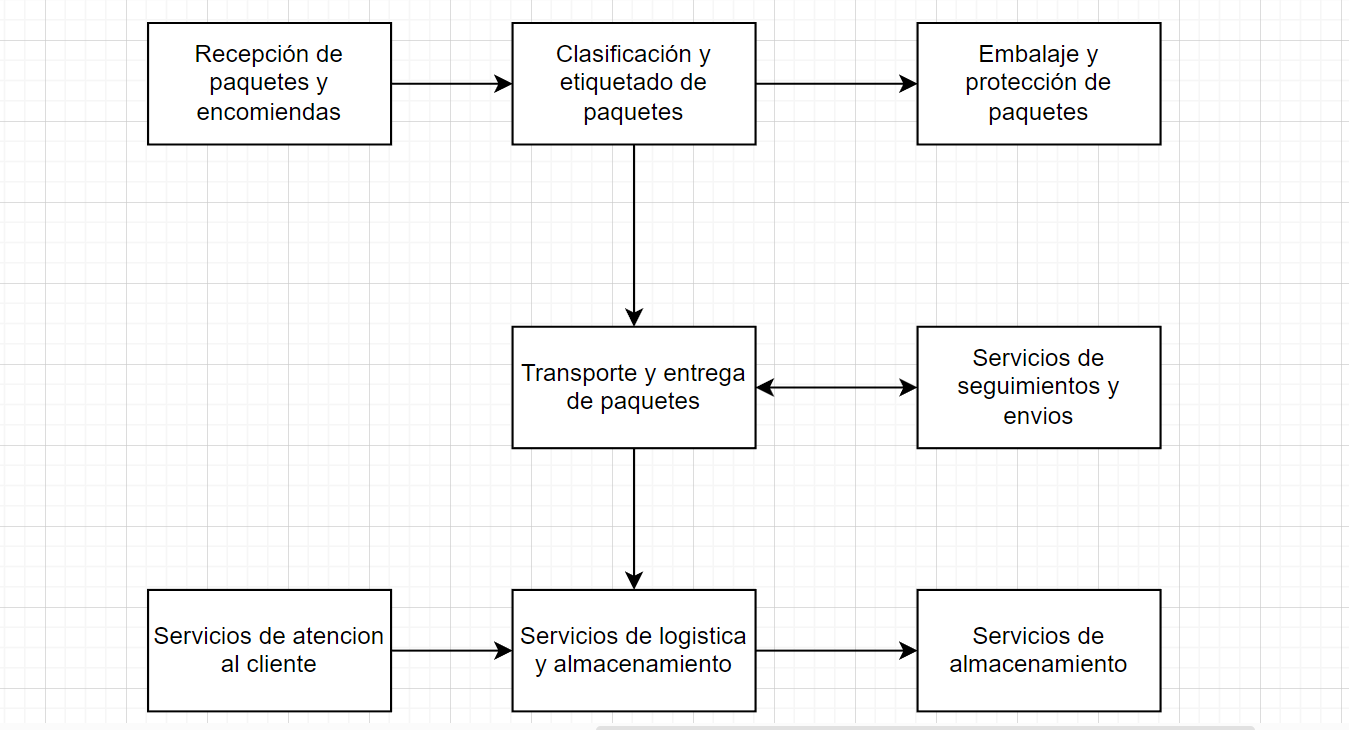 Recepción de
paquetes y
encomiendas
Clasificación y
etiquetado de
paquetes
Embalaje y
protección de
paquetes
Transporte y entrega
de paquetes
Servicios de
seguimientos y
envios
Servicios de atencion
al cliente
Servicios de logistica
y almacenamiento
Servicios de
almacenamiento